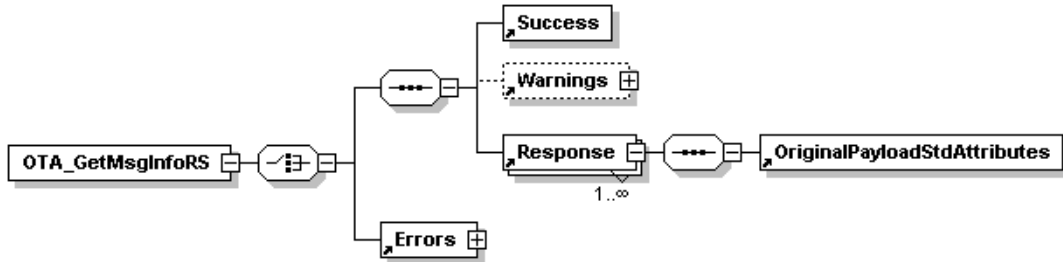 Success
Warnings
OTA_GetMsgInfoRS
Response
OriginalPayloadStdAttributes
1..∞
Errors